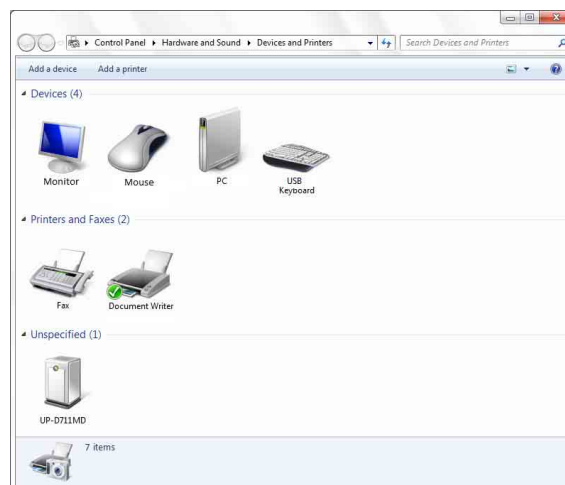 Control Panel Hardware and Sound Devices and Printers Search Devices and Printers
Add a device Add a printer
Devices (4)
Monitor Mouse PC USB
Keyboard
Printers and Faxes (2)
Fax Document Writer
Unspecified (1)
UP-D711MD
7 items